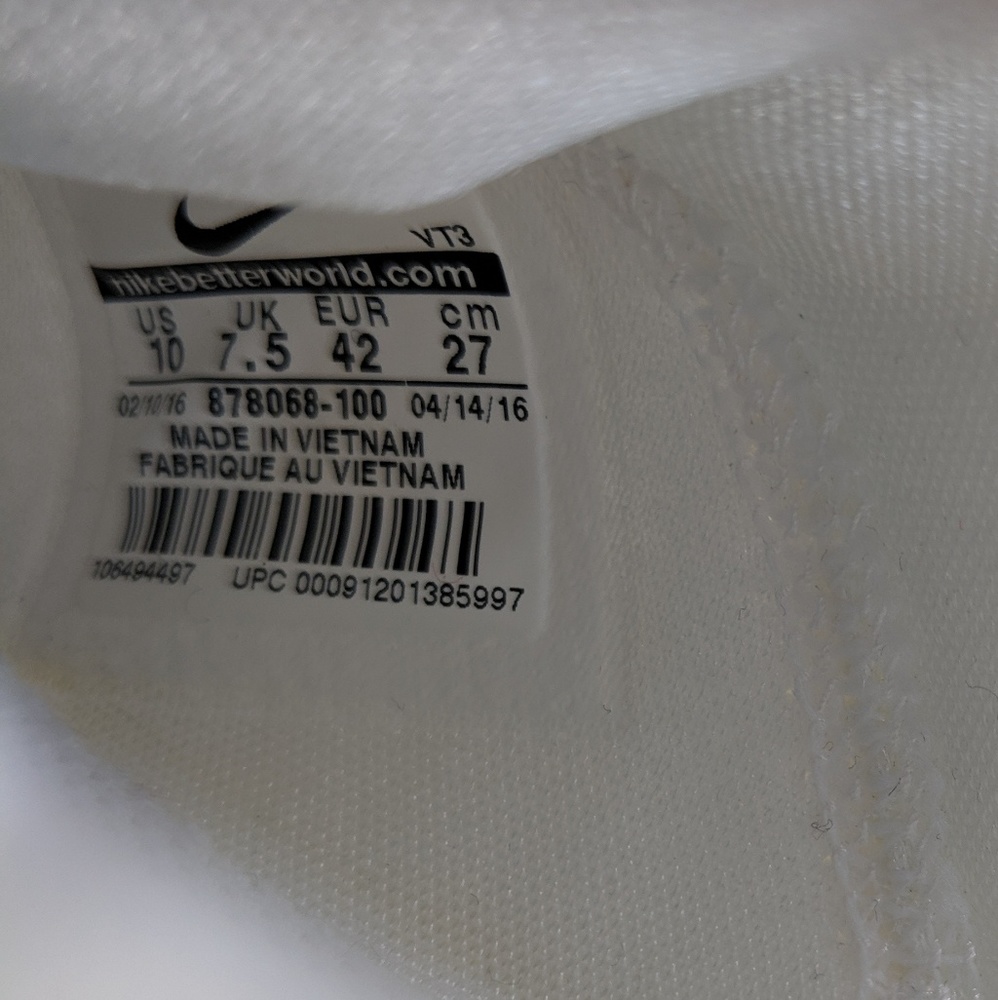 VT3
nikebetterworld.com
US UK EUR cm
10 7.5 42 27
02/10/16 878068-100 04/14/16
MADE IN VIETNAM
FABRIQUE AU VIETNAM
106494497 UPC 00091201385997